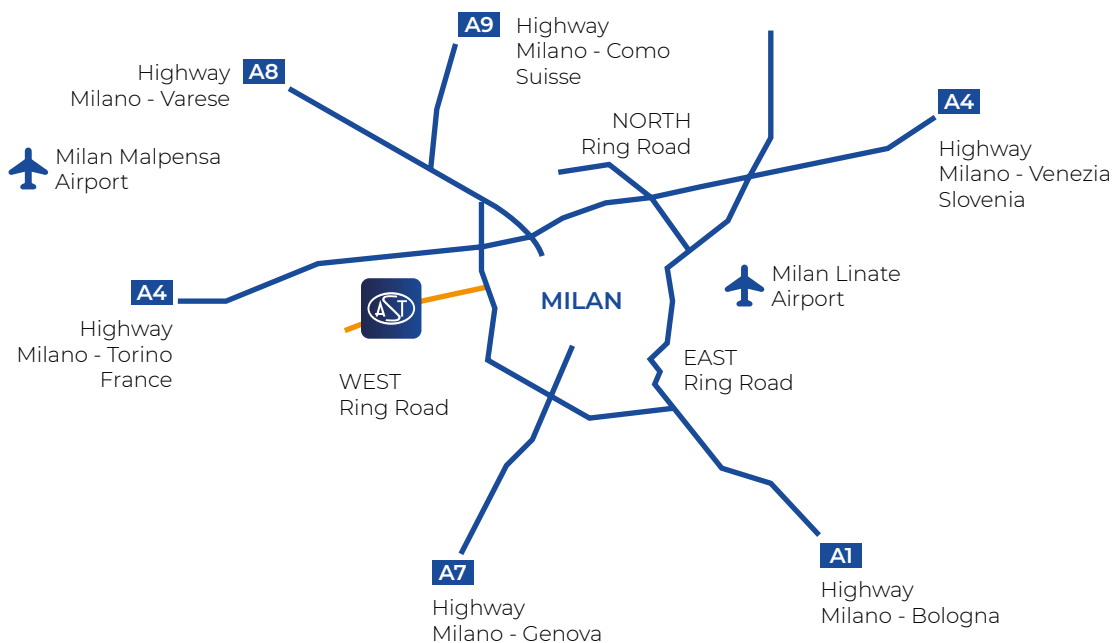 A9
Highway
Milano - Como
Suisse
A8
Highway
Milano - Varese
A4
Highway
Milano - Venezia
Slovenia
NORTH
Ring Road
Milan Malpensa
Airport
Milan Linate
Airport
A4
Highway
Milano - Torino
France
AST
MILAN
WEST
Ring Road
EAST
Ring Road
A7
Highway
Milano - Genova
A1
Highway
Milano - Bologna